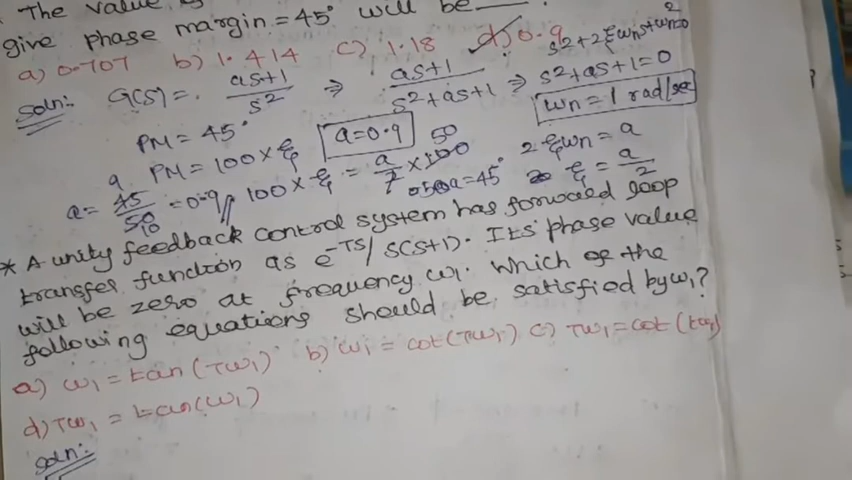 The value
give phase margin = 45° will be
a) 0.707 b) 1.414 c) 1.18 d) 0.9
s²+2ξωns+ωn²=0
Soln:- G(s) = as+1/s² ⇒ as+1/s²+as+1 ⇒ s²+as+1=0
PM = 45°
ωn = 1 rad/sec
PM = 100×ξ a=0.9
2ξωn = a
a = 45/50 = 0.9 100×ξ = a/2×100 50a=45° ξ = a/2
* A unity feedback control system has forward loop
transfer function as e^-TS/s(s+1). Its phase value
will be zero at frequency ω1. Which of the
following equations should be satisfied by ω1?
a) ω1 = tan(Tω1) b) ω1 = cot(Tω1) c) Tω1 = cot
d) Tω1 = tan(ω1)
Soln:-